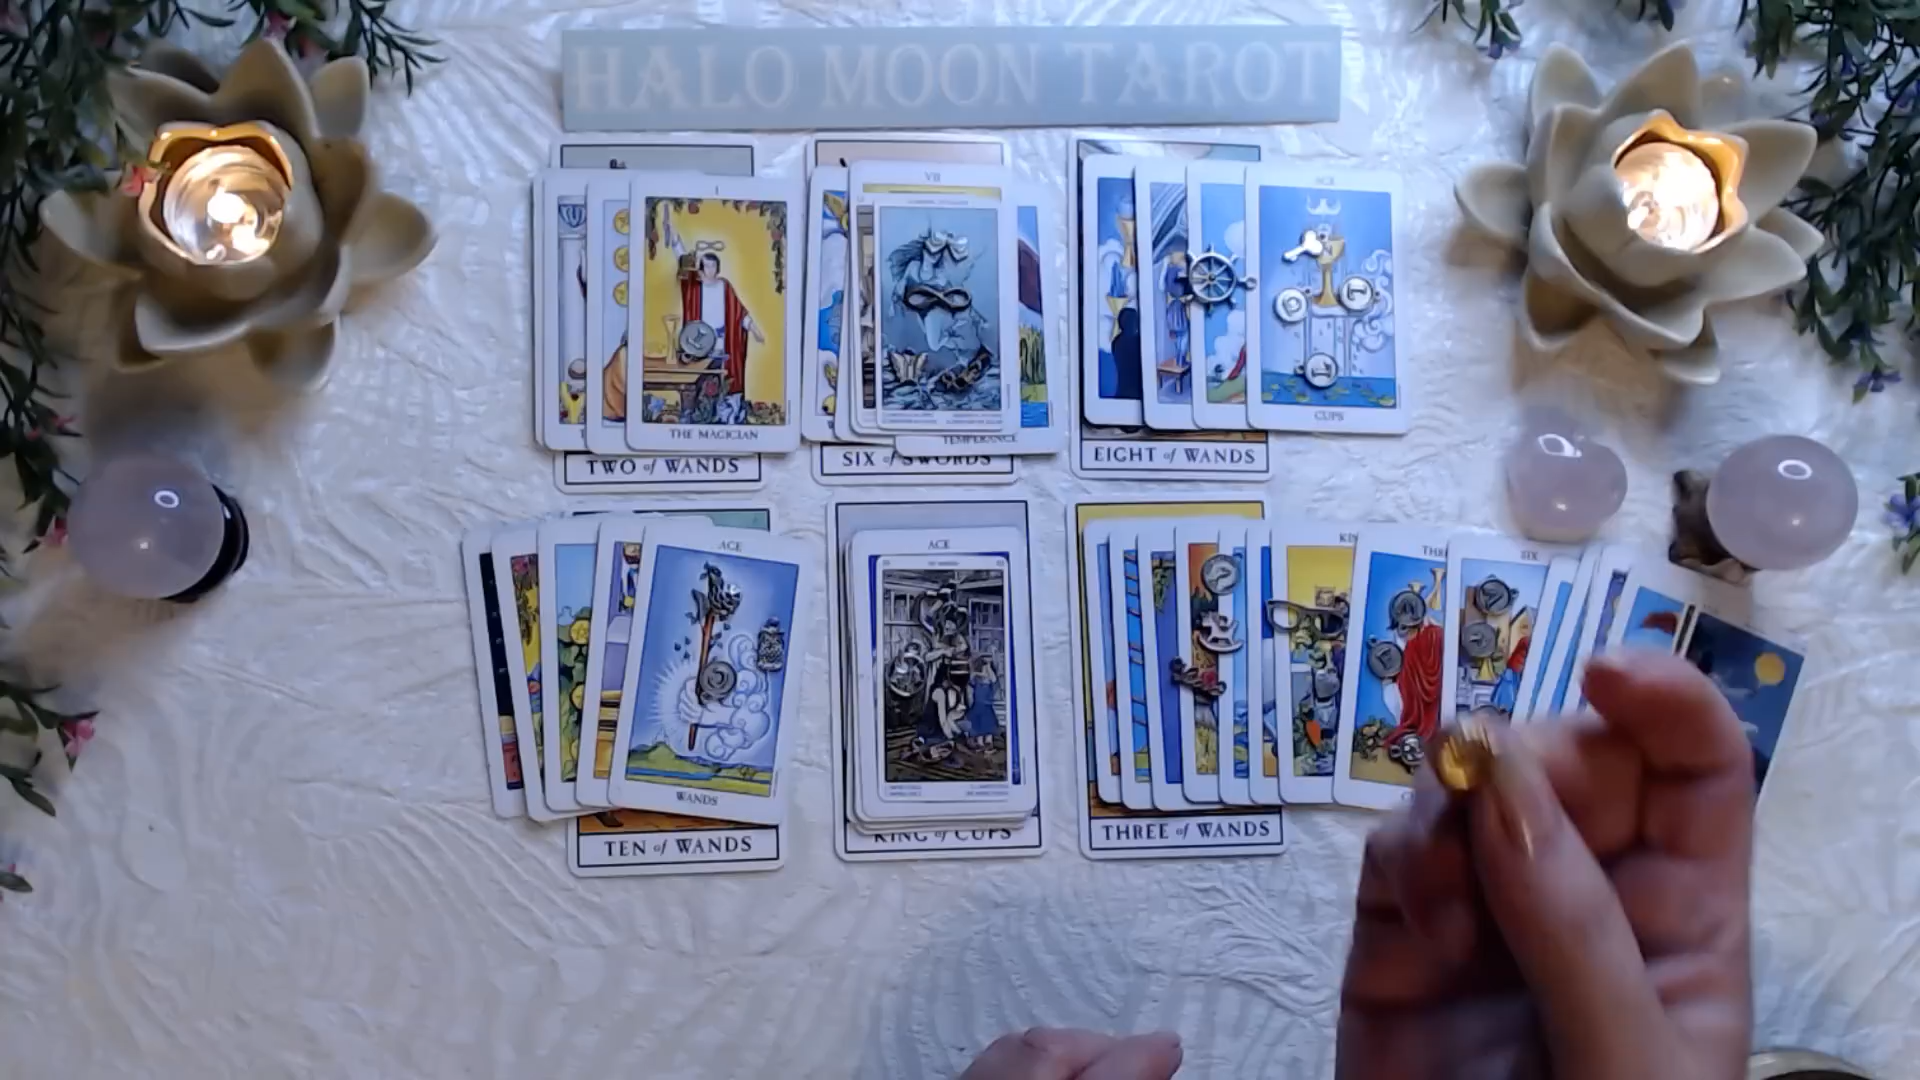 HALO MOON TAROT
I
THE MAGICIAN
TWO of WANDS
VII
TEMPERANCE
SIX of SWORDS
ACE
CUPS
EIGHT of WANDS
ACE
WANDS
TEN of WANDS
ACE
KING of CUPS
SIX
THREE of WANDS